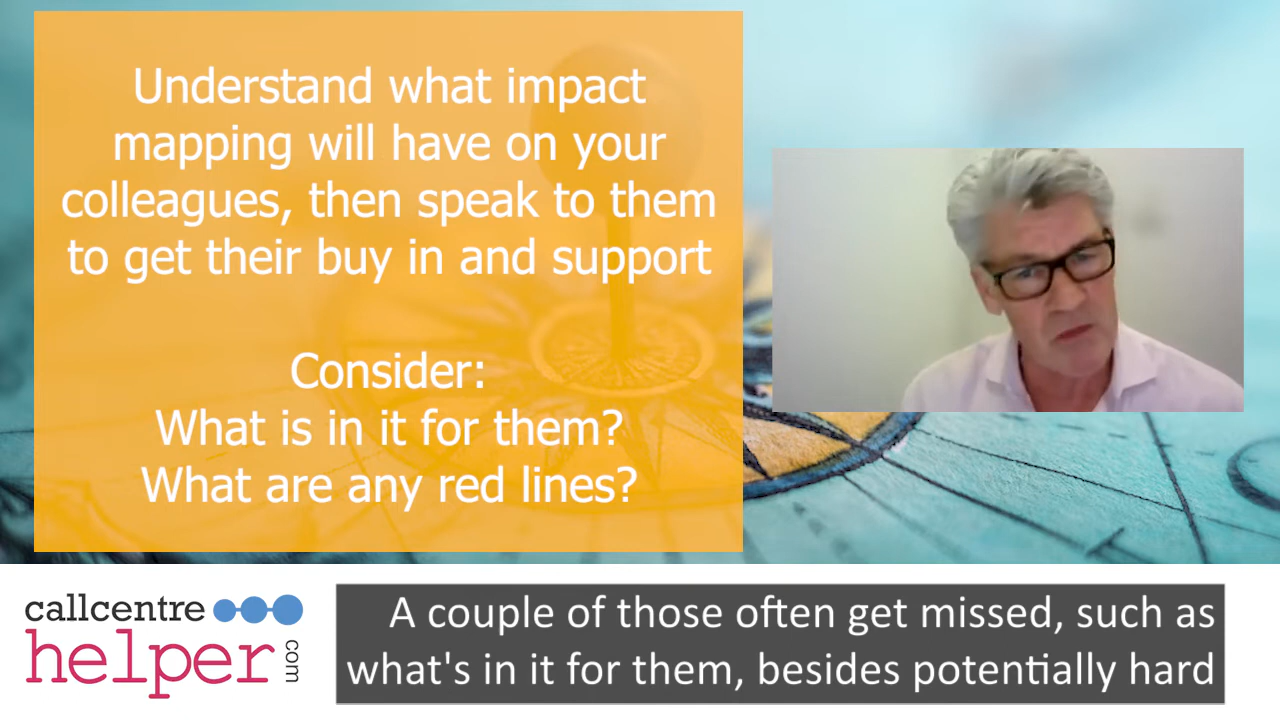 Understand what impact
mapping will have on your
colleagues, then speak to them
to get their buy in and support
Consider:
What is in it for them?
What are any red lines?
callcentre
helper
com
A couple of those often get missed, such as
what's in it for them, besides potentially hard